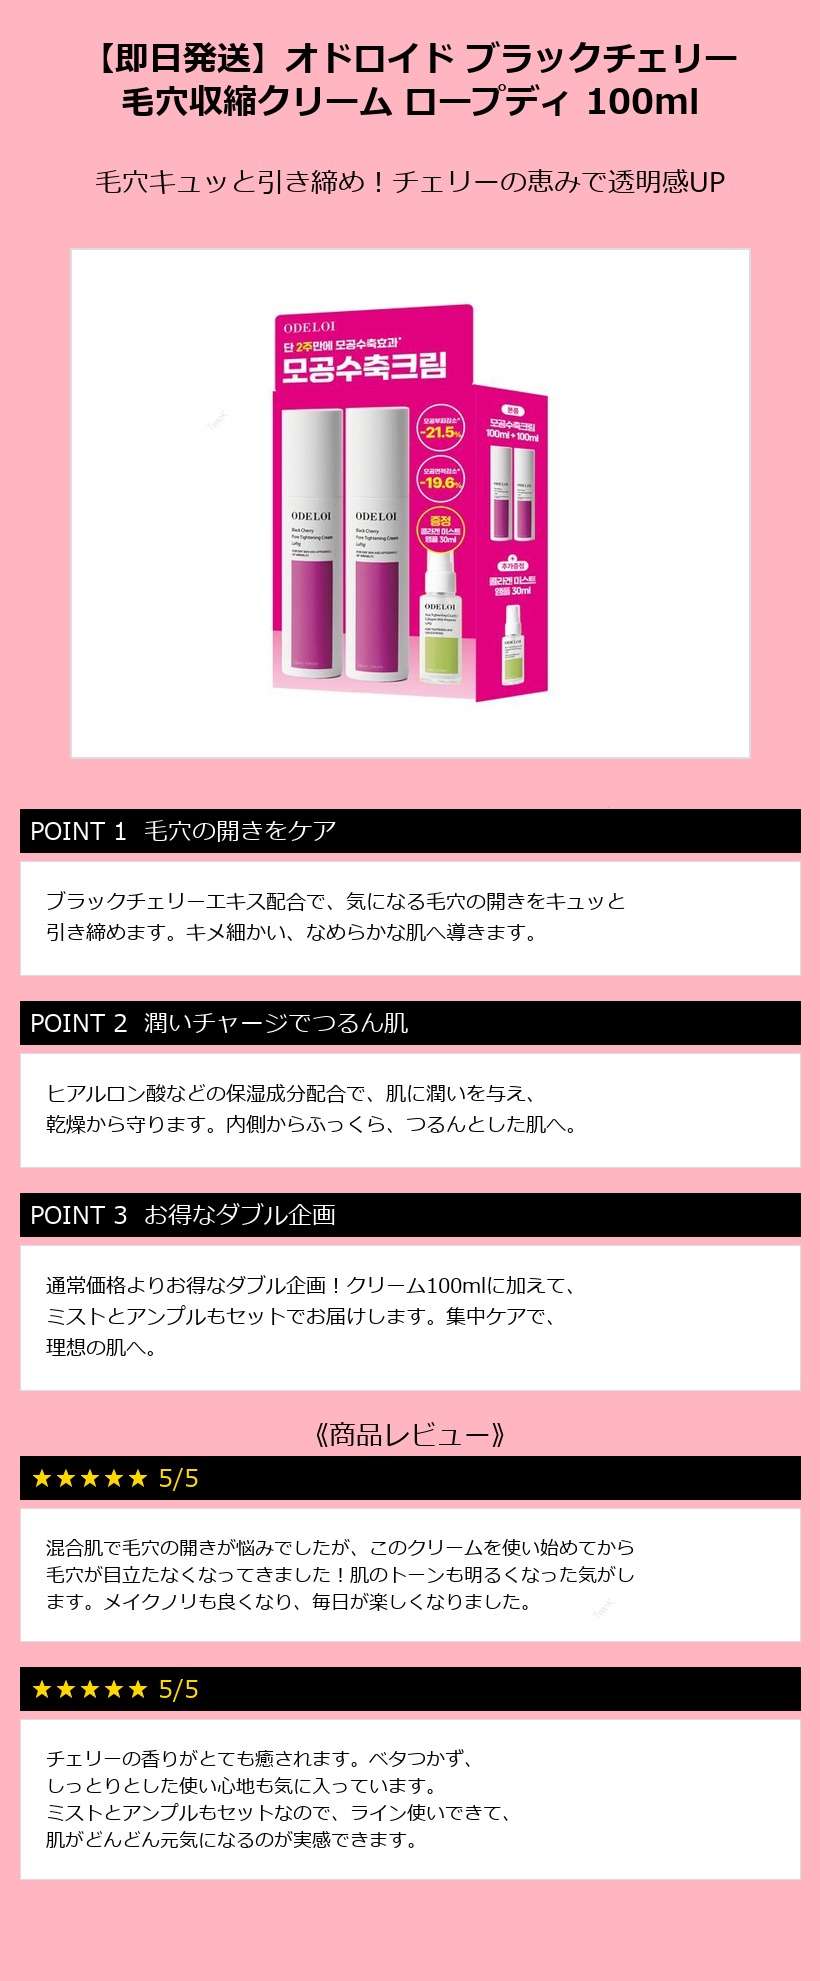 【即日発送】オドロイド ブラックチェリー
毛穴収縮クリーム ロープディ 100ml
毛穴キュッと引き締め！チェリーの恵みで透明感UP
ODELOI
단 2주만에 모공수축효과*
모공수축크림
모공부피감소*
-21.5%
모공면적감소*
-19.6%
증정
콜라겐 미스트
앰플 30ml
본품
모공수축크림
100ml + 100ml
ODELOI
Black Cherry
Pore Tightening Cream
Loftig
ODELOI
Black Cherry
Pore Tightening Cream
Loftig
ODELOI
+
추가증정
콜라겐 미스트
앰플 30ml
ODELOI
POINT 1 毛穴の開きをケア
ブラックチェリーエキス配合で、気になる毛穴の開きをキュッと
引き締めます。キメ細かい、なめらかな肌へ導きます。
POINT 2 潤いチャージでつるん肌
ヒアルロン酸などの保湿成分配合で、肌に潤いを与え、
乾燥から守ります。内側からふっくら、つるんとした肌へ。
POINT 3 お得なダブル企画
通常価格よりお得なダブル企画！クリーム100mlに加えて、
ミストとアンプルもセットでお届けします。集中ケアで、
理想の肌へ。
《商品レビュー》
★★★★★ 5/5
混合肌で毛穴の開きが悩みでしたが、このクリームを使い始めてから
毛穴が目立たなくなってきました！肌のトーンも明るくなった気がし
ます。メイクノリも良くなり、毎日が楽しくなりました。
★★★★★ 5/5
チェリーの香りがとても癒されます。ベタつかず、
しっとりとした使い心地も気に入っています。
ミストとアンプルもセットなので、ライン使いできて、
肌がどんどん元気になるのが実感できます。